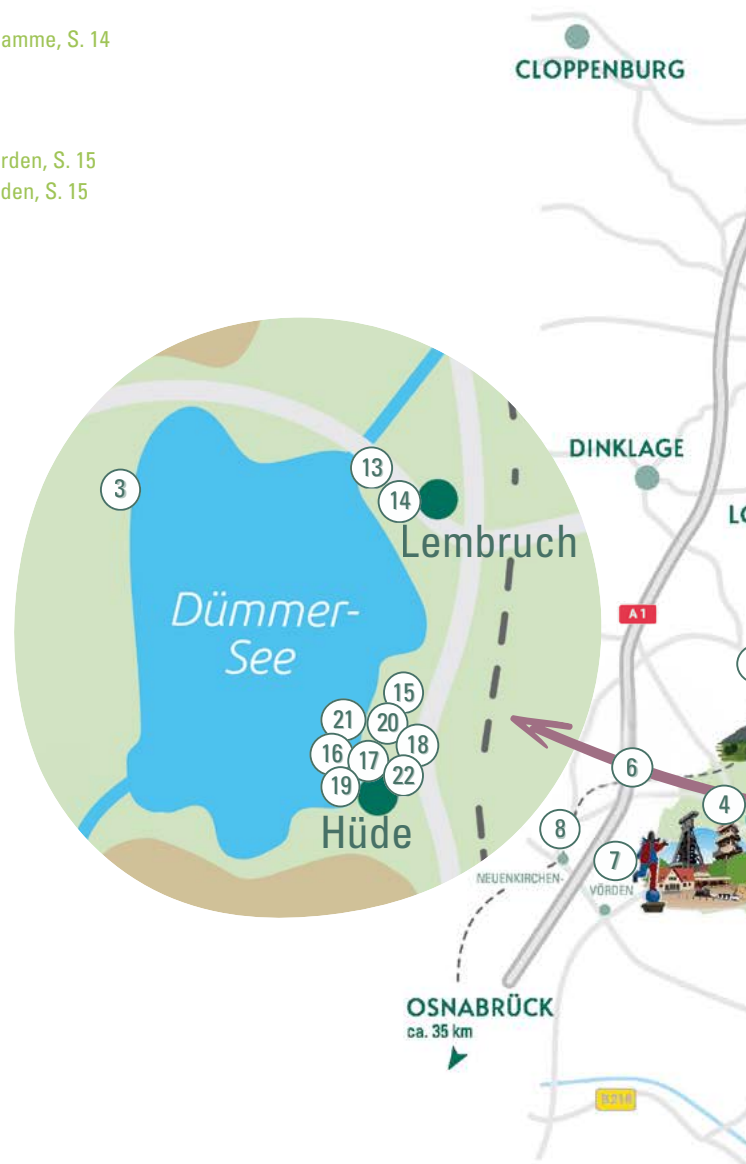 amme, S. 14
rden, S. 15
den, S. 15
CLOPPENBURG
DINKLAGE
LO
A1
3
13
14
Lembruch
Dümmer-
See
15
21
20
18
16
17
22
19
Hüde
6
4
8
7
NEUENKIRCHEN-
VÖRDEN
OSNABRÜCK
ca. 35 km